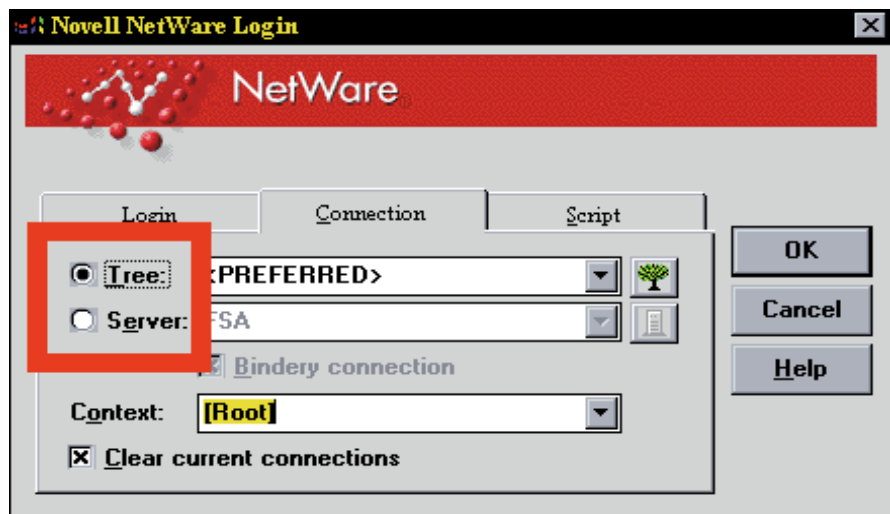 Novell NetWare Login
NetWare
Login
Connection
Script
Tree:
<PREFERRED>
Server:
FSA
Bindery connection
Context:
[Root]
Clear current connections
OK
Cancel
Help